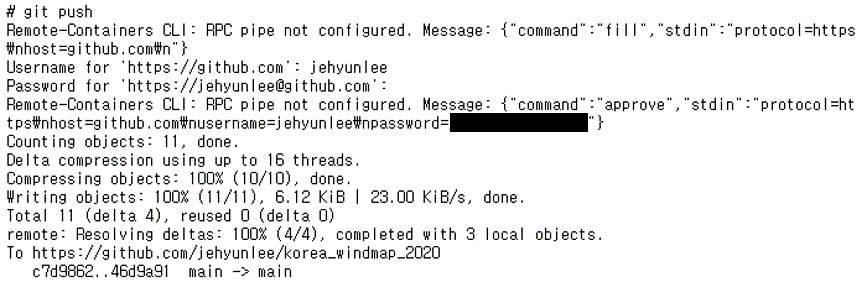 # git push
Remote-Containers CLI: RPC pipe not configured. Message: {"command":"fill","stdin":"protocol=https
₩nhost=github.com₩n"}
Username for 'https://github.com': jehyunlee
Password for 'https://jehyunlee@github.com':
Remote-Containers CLI: RPC pipe not configured. Message: {"command":"approve","stdin":"protocol=ht
tps₩nhost=github.com₩nusername=jehyunlee₩npassword="}
Counting objects: 11, done.
Delta compression using up to 16 threads.
Compressing objects: 100% (10/10), done.
Writing objects: 100% (11/11), 6.12 KiB | 23.00 KiB/s, done.
Total 11 (delta 4), reused 0 (delta 0)
remote: Resolving deltas: 100% (4/4), completed with 3 local objects.
To https://github.com/jehyunlee/korea_windmap_2020
   c7d9862..46d9a91  main -> main